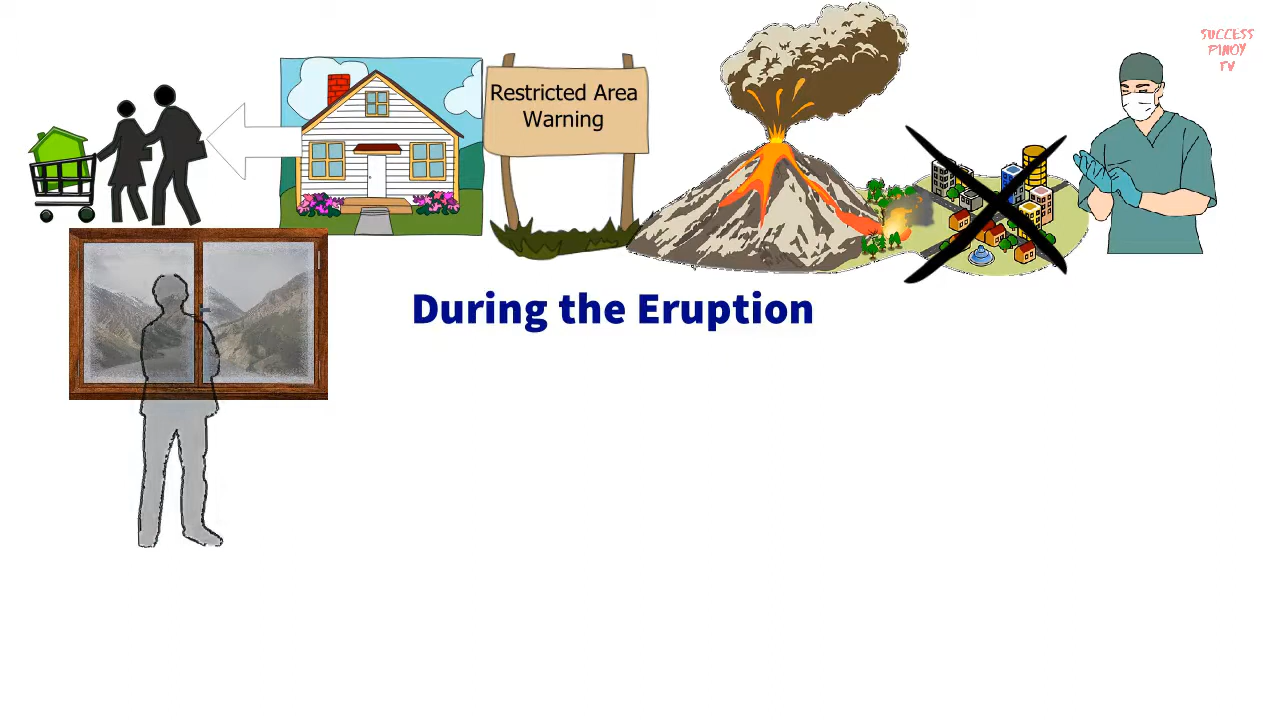 SUCCESS
PINOY
TV
Restricted Area
Warning
During the Eruption